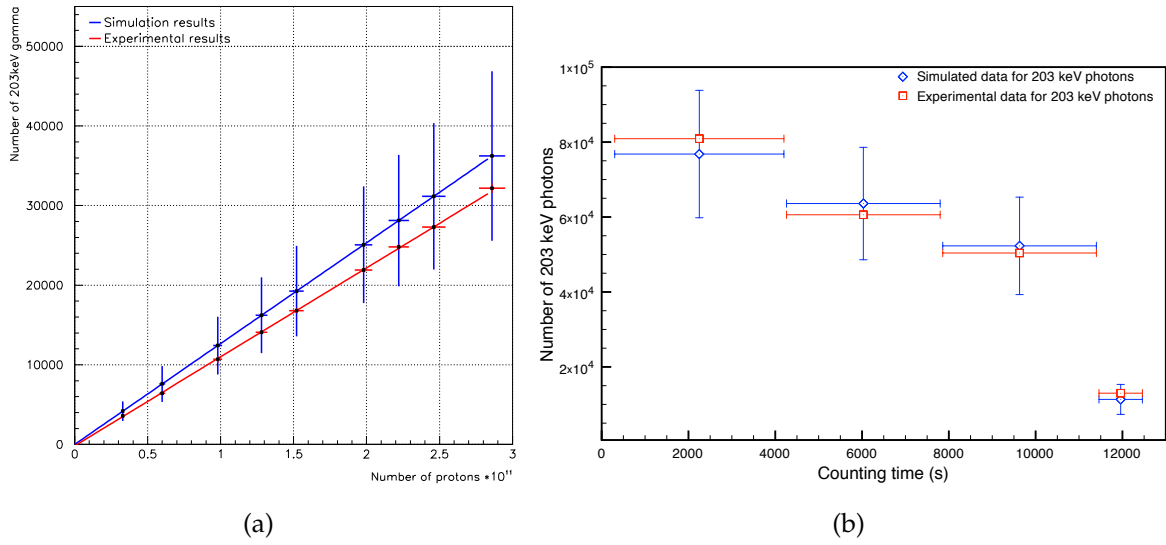 Number of 203keV gamma
50000
40000
30000
20000
10000
0
Simulation results
Experimental results
0 0.5 1 1.5 2 2.5 3
Number of protons *10¹¹
(a)
Number of 203 keV photons
1×10⁵
8×10⁴
6×10⁴
4×10⁴
2×10⁴
Simulated data for 203 keV photons
Experimental data for 203 keV photons
0 2000 4000 6000 8000 10000 12000
Counting time (s)
(b)